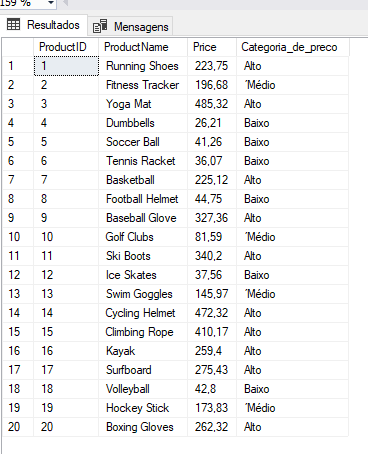 159 %
Resultados Mensagens
ProductID ProductName Price Categoria_de_preco
1 1 Running Shoes 223,75 Alto
2 2 Fitness Tracker 196,68 ´Médio
3 3 Yoga Mat 485,32 Alto
4 4 Dumbbells 26,21 Baixo
5 5 Soccer Ball 41,26 Baixo
6 6 Tennis Racket 36,07 Baixo
7 7 Basketball 225,12 Alto
8 8 Football Helmet 44,75 Baixo
9 9 Baseball Glove 327,36 Alto
10 10 Golf Clubs 81,59 ´Médio
11 11 Ski Boots 340,2 Alto
12 12 Ice Skates 37,56 Baixo
13 13 Swim Goggles 145,97 ´Médio
14 14 Cycling Helmet 472,32 Alto
15 15 Climbing Rope 410,17 Alto
16 16 Kayak 259,4 Alto
17 17 Surfboard 275,43 Alto
18 18 Volleyball 42,8 Baixo
19 19 Hockey Stick 173,83 ´Médio
20 20 Boxing Gloves 262,32 Alto